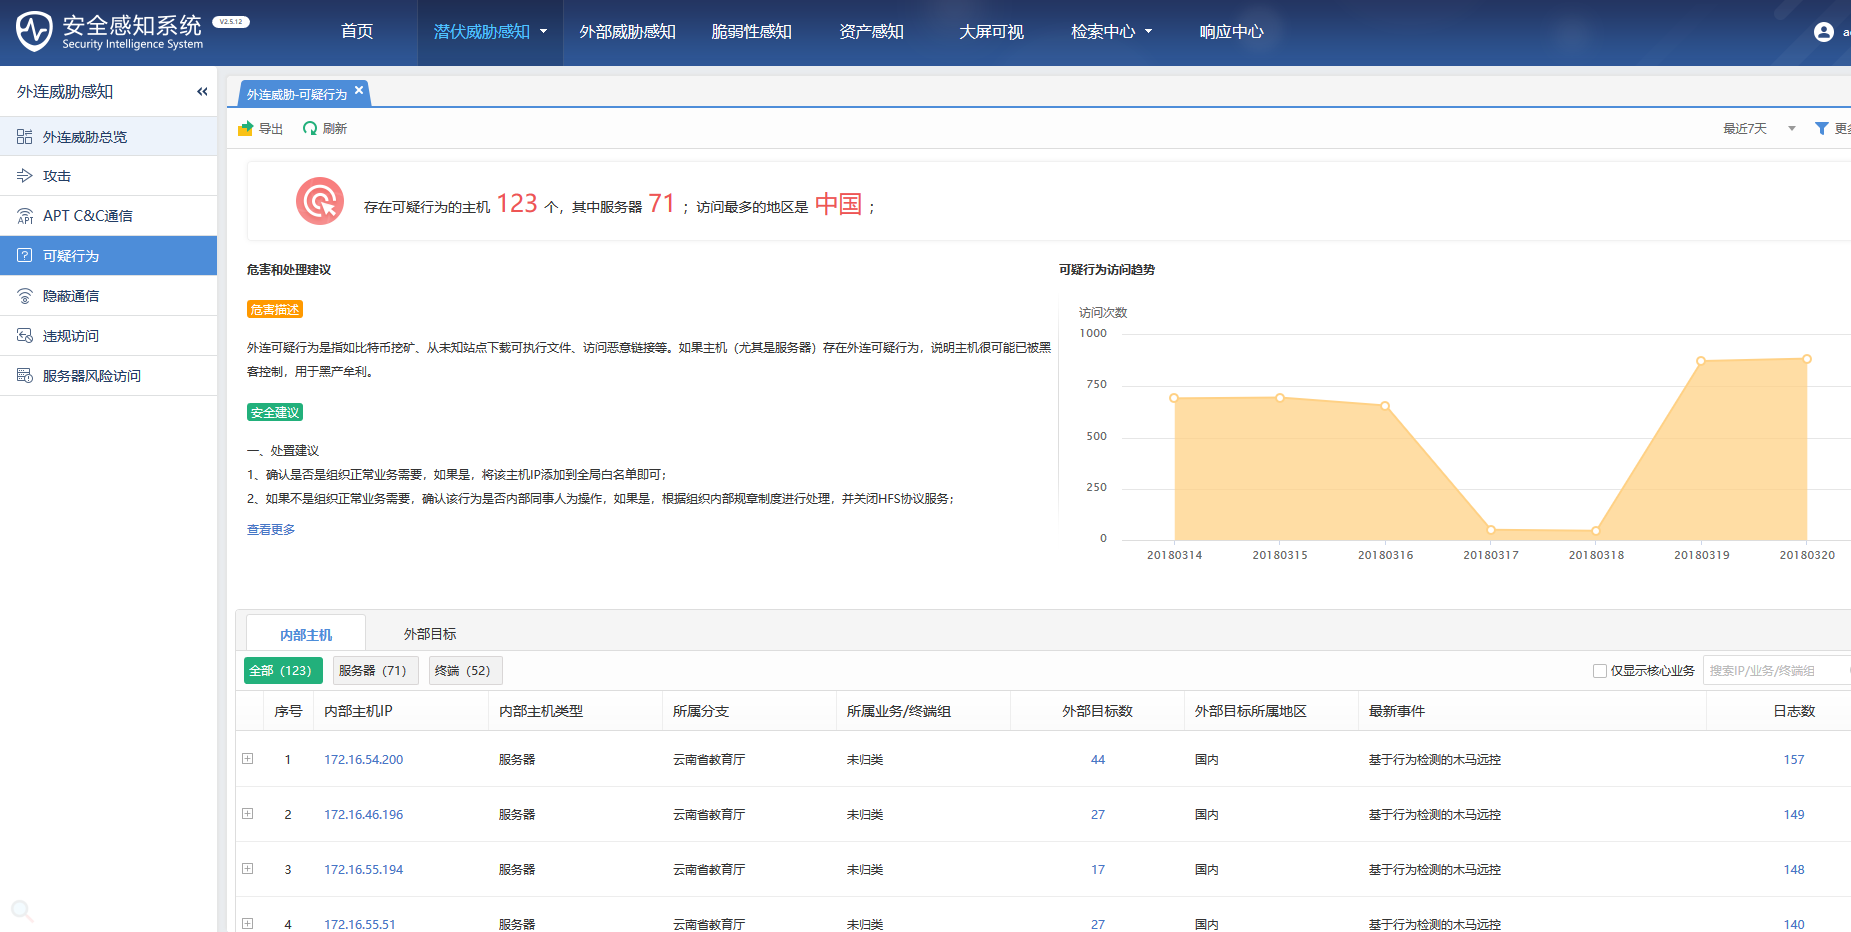 安全感知系统 V2.5.12
Security Intelligence System
首页 潜伏威胁感知 外部威胁感知 脆弱性感知 资产感知 大屏可视 检索中心 响应中心
外连威胁感知
外连威胁总览
攻击
APT C&C通信
可疑行为
隐蔽通信
违规访问
服务器风险访问
外连威胁-可疑行为
导出 刷新 最近7天
存在可疑行为的主机 123 个，其中服务器 71 ；访问最多的地区是 中国 ；
危害和处理建议
危害描述
外连可疑行为是指如比特币挖矿、从未知站点下载可执行文件、访问恶意链接等。如果主机（尤其是服务器）存在外连可疑行为，说明主机很可能已被黑
客控制，用于黑产牟利。
安全建议
一、处置建议
1、确认是否是组织正常业务需要，如果是，将该主机IP添加到全局白名单即可；
2、如果不是组织正常业务需要，确认该行为是否内部同事人为操作，如果是，根据组织内部规章制度进行处理，并关闭HFS协议服务；
查看更多
可疑行为访问趋势
访问次数
1000
750
500
250
0
20180314 20180315 20180316 20180317 20180318 20180319 20180320
内部主机 外部目标
全部（123） 服务器（71） 终端（52） 仅显示核心业务 搜索IP/业务/终端组
序号 内部主机IP 内部主机类型 所属分支 所属业务/终端组 外部目标数 外部目标所属地区 最新事件 日志数
1 172.16.54.200 服务器 云南省教育厅 未归类 44 国内 基于行为检测的木马远控 157
2 172.16.46.196 服务器 云南省教育厅 未归类 27 国内 基于行为检测的木马远控 149
3 172.16.55.194 服务器 云南省教育厅 未归类 17 国内 基于行为检测的木马远控 148
4 172.16.55.51 服务器 云南省教育厅 未归类 27 国内 基于行为检测的木马远控 140